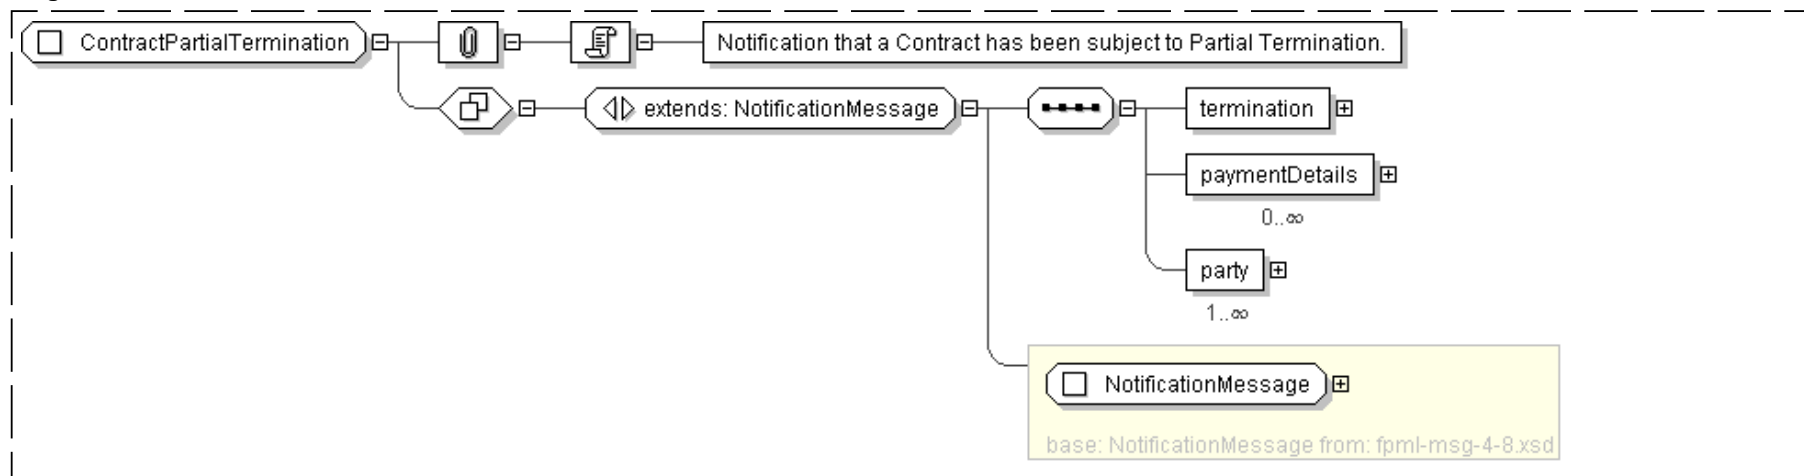 ContractPartialTermination
Notification that a Contract has been subject to Partial Termination.
extends: NotificationMessage
termination
paymentDetails
0..∞
party
1..∞
NotificationMessage
base: NotificationMessage from: fpml-msg-4-8.xsd